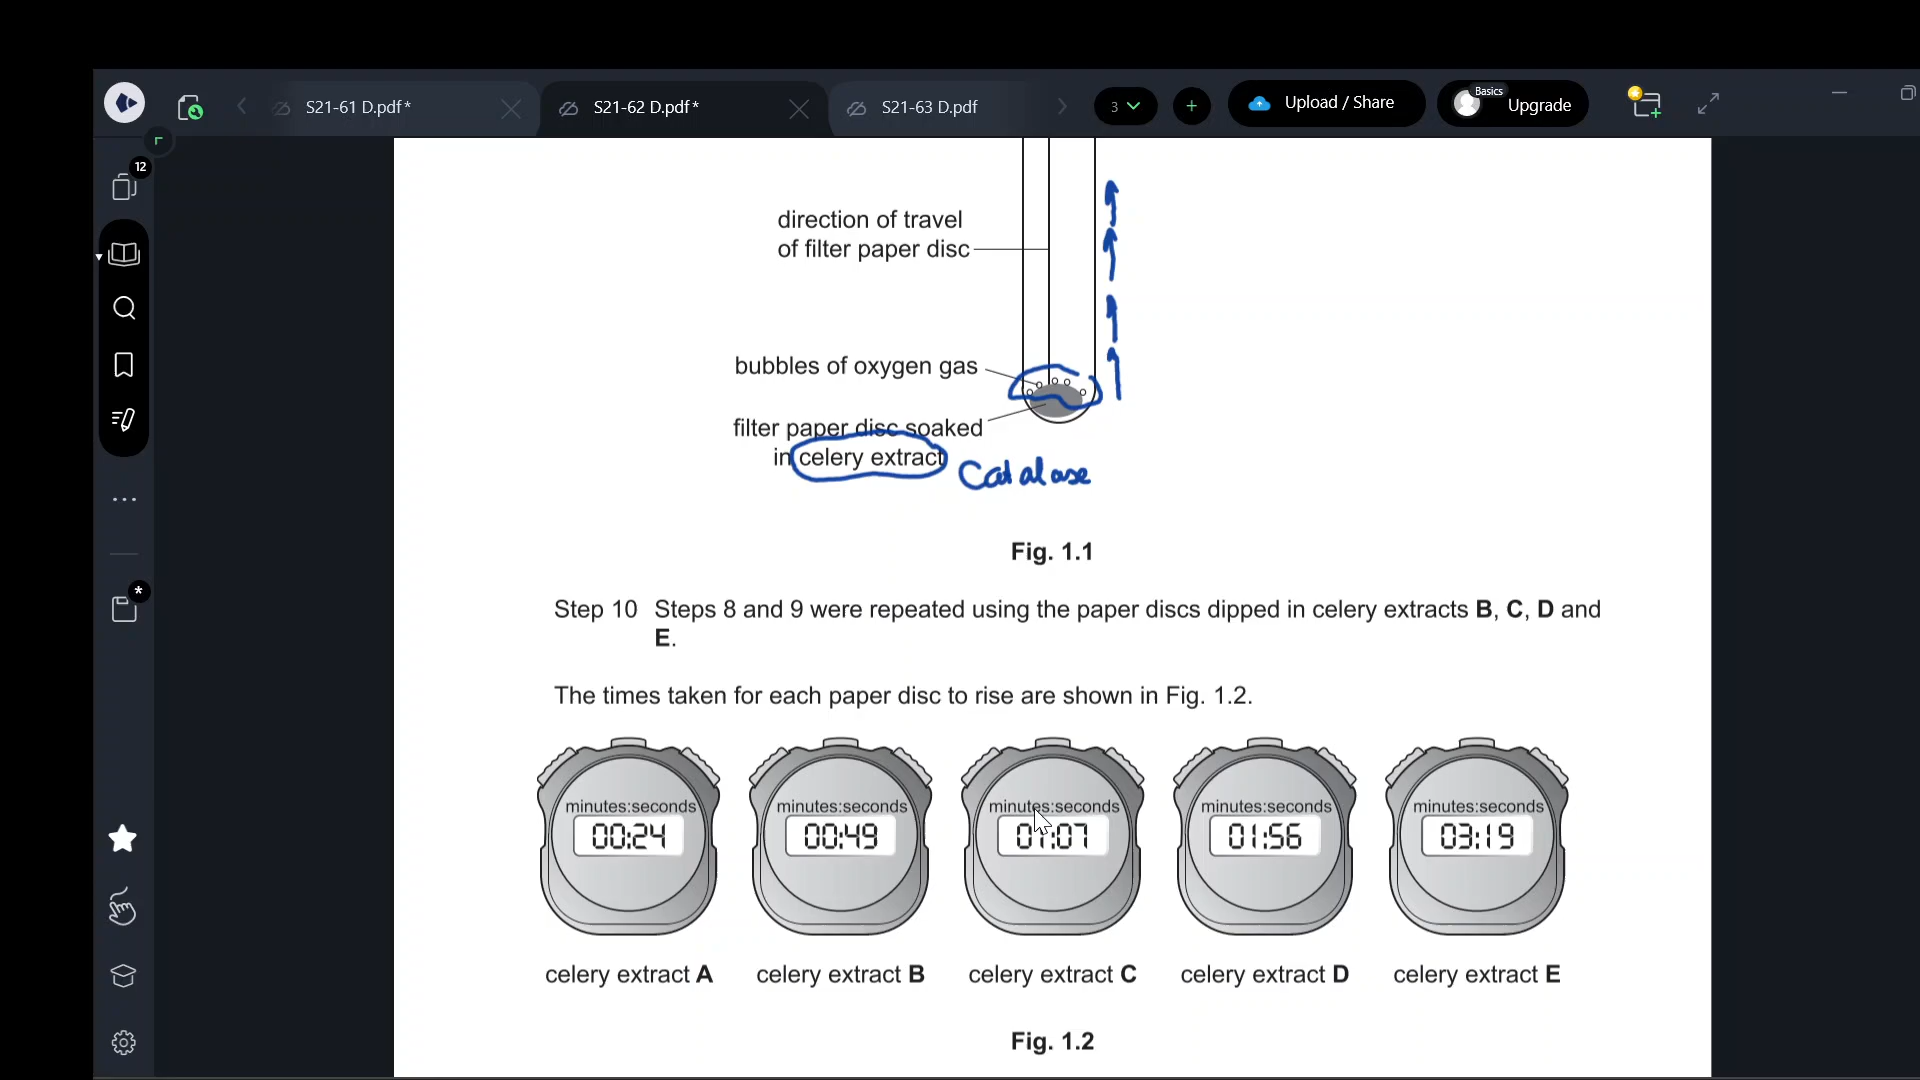 S21-61 D.pdf*
S21-62 D.pdf*
S21-63 D.pdf
3
+
Upload / Share
Basics
Upgrade
12
direction of travel
of filter paper disc
bubbles of oxygen gas
filter paper disc soaked
in celery extract
Catalase
Fig. 1.1
Step 10 Steps 8 and 9 were repeated using the paper discs dipped in celery extracts B, C, D and
E.
The times taken for each paper disc to rise are shown in Fig. 1.2.
minutes:seconds minutes:seconds minutes:seconds minutes:seconds minutes:seconds
00:24 00:49 01:07 01:56 03:19
celery extract A celery extract B celery extract C celery extract D celery extract E
Fig. 1.2